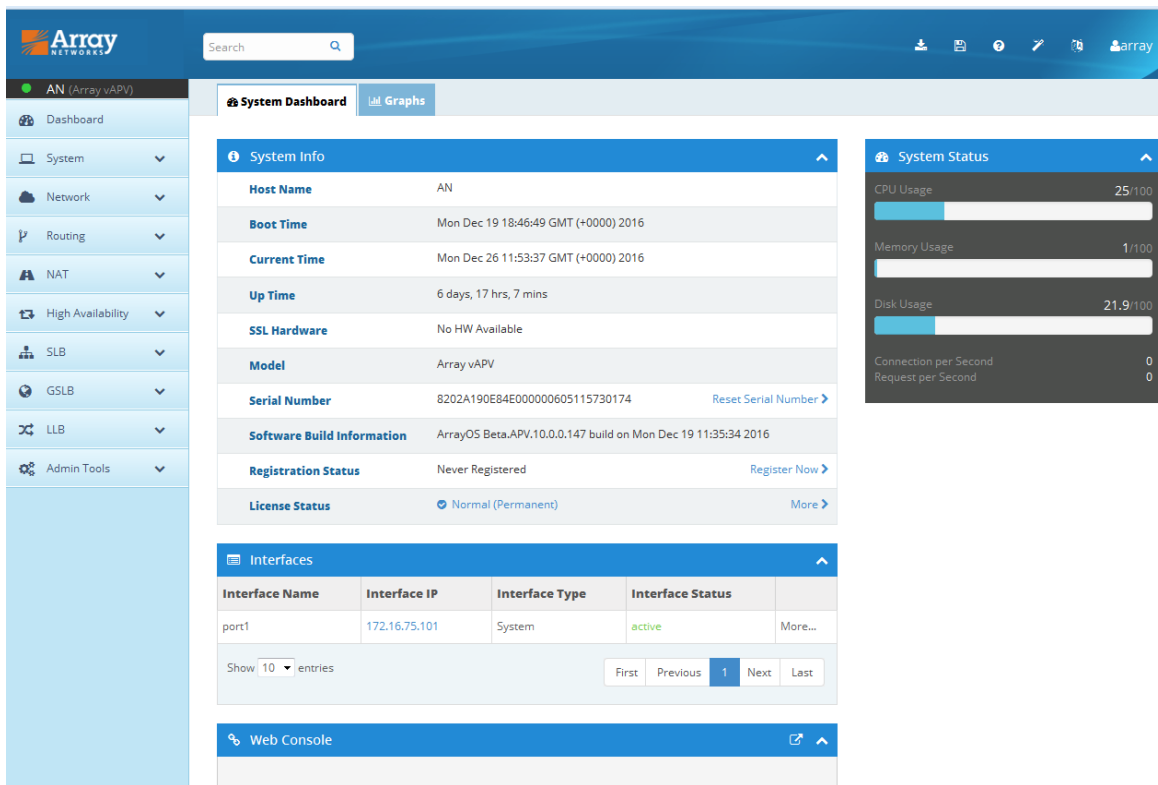 Array
NETWORKS
Search
array
AN (Array vAPV)
System Dashboard
Graphs
Dashboard
System
Network
Routing
NAT
High Availability
SLB
GSLB
LLB
Admin Tools
System Info
Host Name AN
Boot Time Mon Dec 19 18:46:49 GMT (+0000) 2016
Current Time Mon Dec 26 11:53:37 GMT (+0000) 2016
Up Time 6 days, 17 hrs, 7 mins
SSL Hardware No HW Available
Model Array vAPV
Serial Number 8202A190E84E000000605115730174 Reset Serial Number
Software Build Information ArrayOS Beta.APV.10.0.0.147 build on Mon Dec 19 11:35:34 2016
Registration Status Never Registered Register Now
License Status Normal (Permanent) More
Interfaces
Interface Name Interface IP Interface Type Interface Status
port1 172.16.75.101 System active More...
Show 10 entries First Previous 1 Next Last
Web Console
System Status
CPU Usage 25/100
Memory Usage 1/100
Disk Usage 21.9/100
Connection per Second 0
Request per Second 0